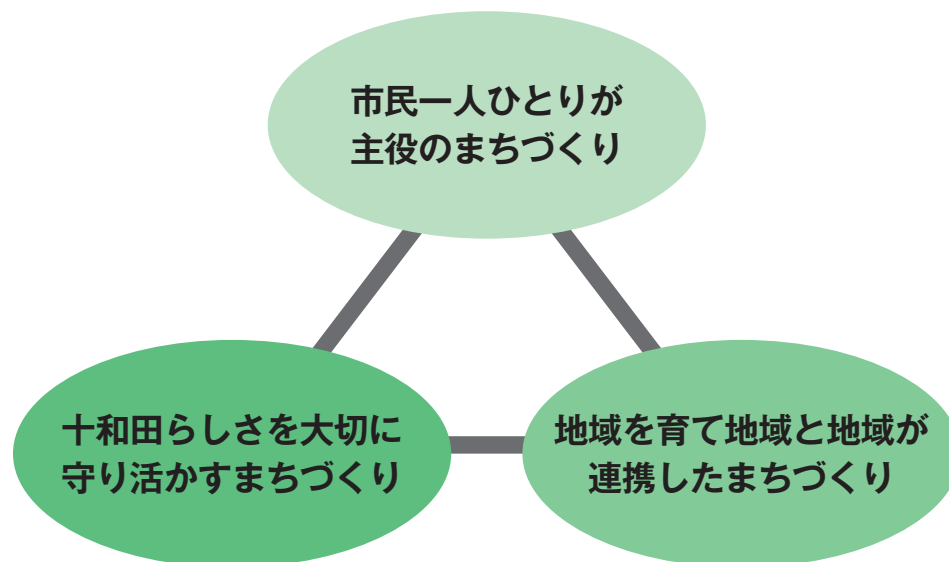 市民一人ひとりが
主役のまちづくり
十和田らしさを大切に
守り活かすまちづくり
地域を育て地域と地域が
連携したまちづくり